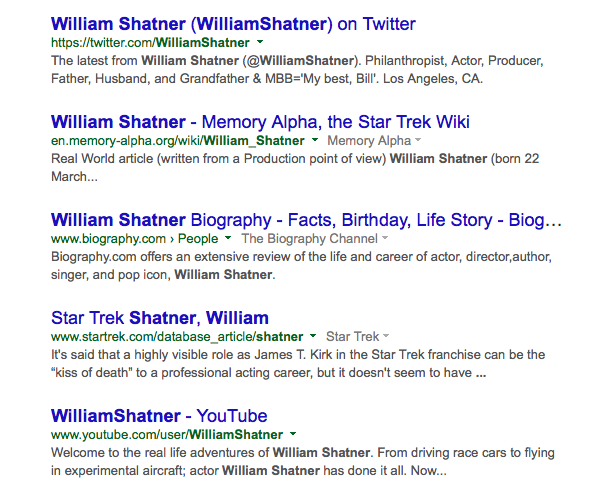 William Shatner (WilliamShatner) on Twitter
https://twitter.com/WilliamShatner
The latest from William Shatner (@WilliamShatner). Philanthropist, Actor, Producer,
Father, Husband, and Grandfather & MBB='My best, Bill'. Los Angeles, CA.
William Shatner - Memory Alpha, the Star Trek Wiki
en.memory-alpha.org/wiki/William_Shatner Memory Alpha
Real World article (written from a Production point of view) William Shatner (born 22
March...
William Shatner Biography - Facts, Birthday, Life Story - Biog...
www.biography.com › People The Biography Channel
Biography.com offers an extensive review of the life and career of actor, director,author,
singer, and pop icon, William Shatner.
Star Trek Shatner, William
www.startrek.com/database_article/shatner Star Trek
It's said that a highly visible role as James T. Kirk in the Star Trek franchise can be the
“kiss of death” to a professional acting career, but it doesn't seem to have ...
WilliamShatner - YouTube
www.youtube.com/user/WilliamShatner
Welcome to the real life adventures of William Shatner. From driving race cars to flying
in experimental aircraft; actor William Shatner has done it all. Now...